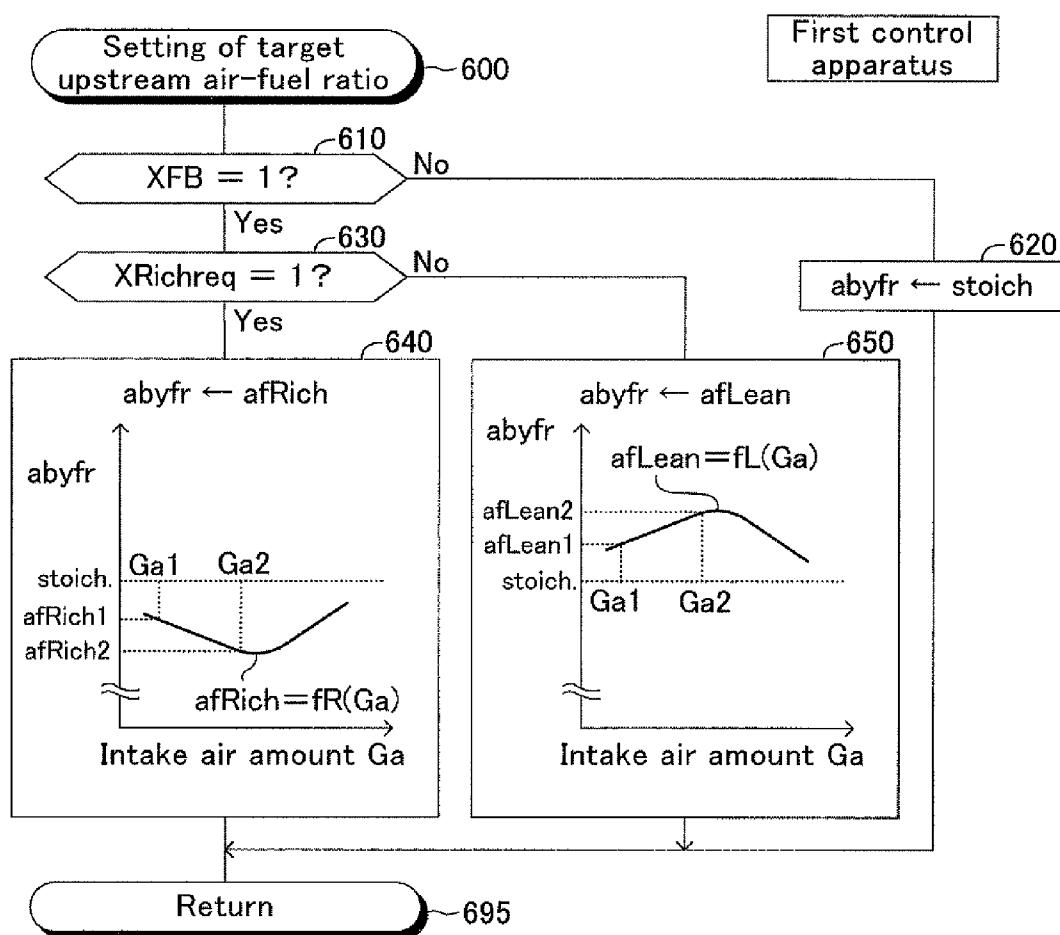 Setting of target
upstream air-fuel ratio
600
First control
apparatus
610
XFB = 1?
No
Yes
630
XRichreq = 1?
No
Yes
620
abyfr ← stoich
640
abyfr ← afRich
abyfr
Ga1
Ga2
stoich.
afRich1
afRich2
afRich=fR(Ga)
Intake air amount Ga
650
abyfr ← afLean
abyfr
afLean=fL(Ga)
afLean2
afLean1
stoich.
Ga1
Ga2
Intake air amount Ga
Return
695